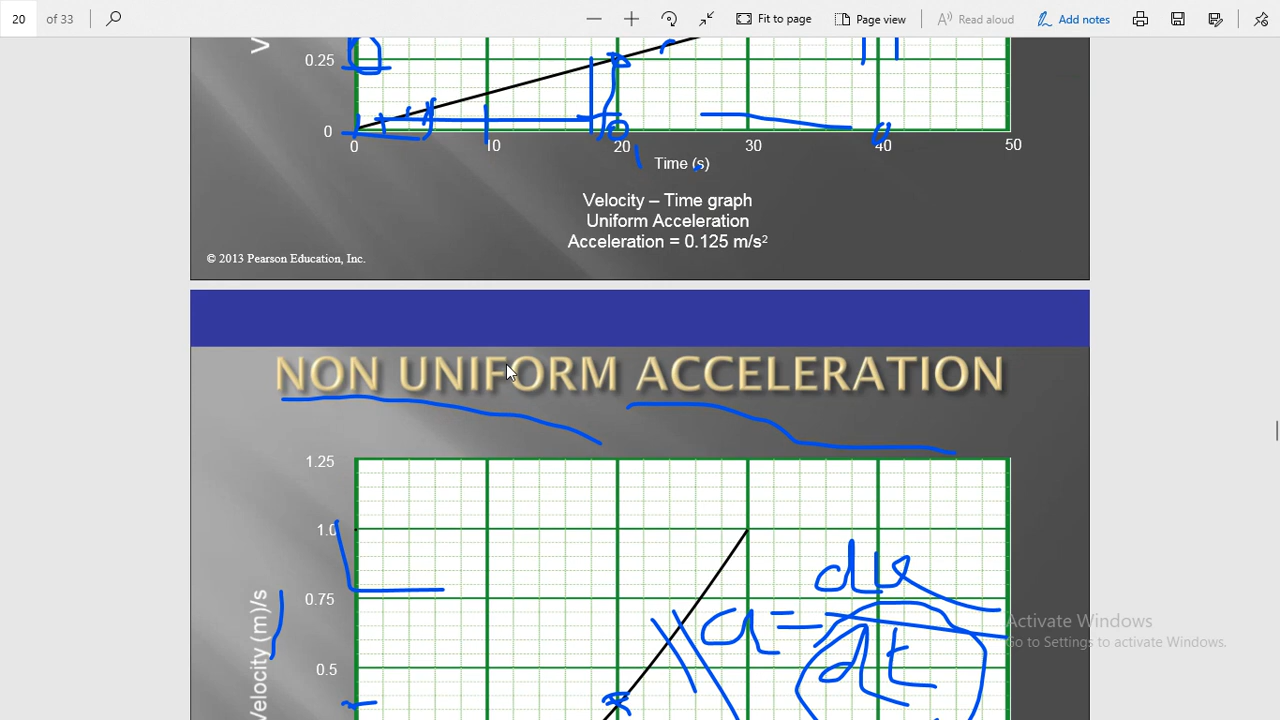 20 of 33
Fit to page
Page view
Read aloud
Add notes
0.25
0
0 10 20 30 40 50
Time (s)
Velocity – Time graph
Uniform Acceleration
Acceleration = 0.125 m/s²
© 2013 Pearson Education, Inc.
NON UNIFORM ACCELERATION
1.25
1.0
0.75
0.5
Velocity (m)/s
a = dv
dt
Activate Windows
Go to Settings to activate Windows.